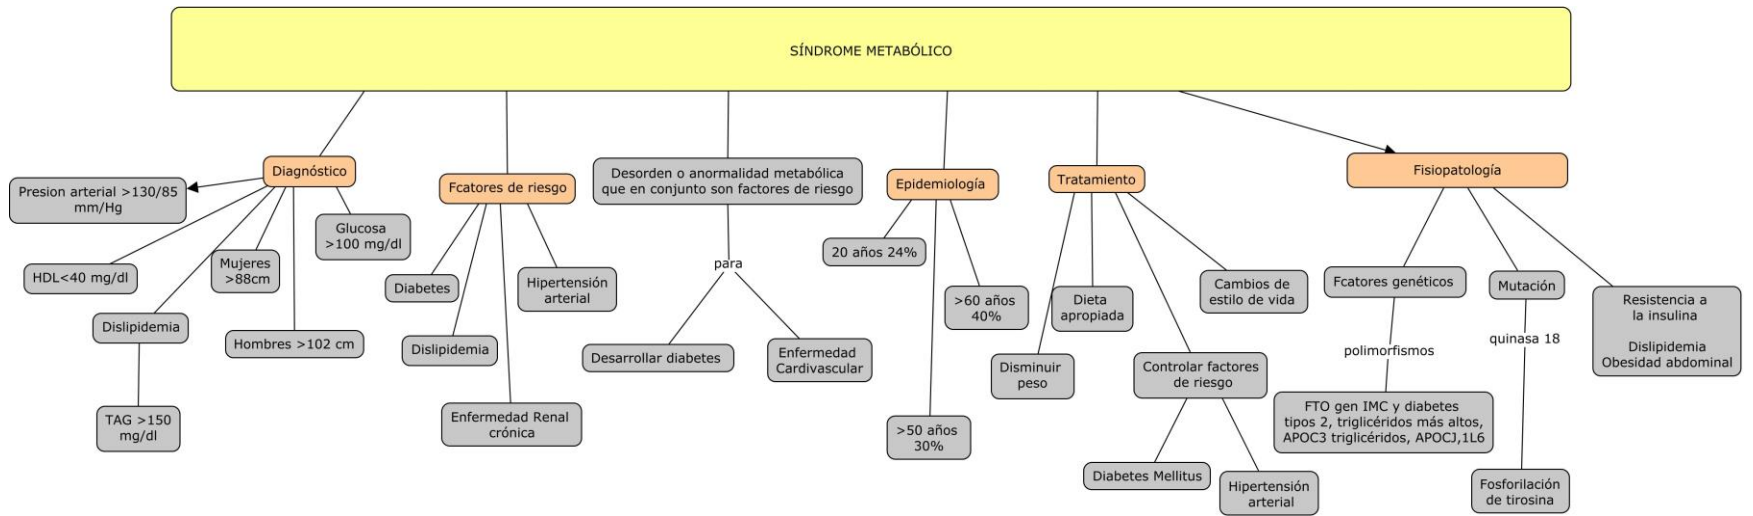 SÍNDROME METABÓLICO
Diagnóstico
Presion arterial >130/85
mm/Hg
HDL<40 mg/dl
Dislipidemia
TAG >150
mg/dl
Mujeres
>88cm
Hombres >102 cm
Glucosa
>100 mg/dl
Fcatores de riesgo
Diabetes
Dislipidemia
Enfermedad Renal
crónica
Hipertensión
arterial
Desorden o anormalidad metabólica
que en conjunto son factores de riesgo
para
Desarrollar diabetes
Enfermedad
Cardivascular
Epidemiología
20 años 24%
>50 años
30%
>60 años
40%
Tratamiento
Disminuir
peso
Dieta
apropiada
Controlar factores
de riesgo
Diabetes Mellitus
Hipertensión
arterial
Cambios de
estilo de vida
Fisiopatología
Fcatores genéticos
polimorfismos
FTO gen IMC y diabetes
tipos 2, triglicéridos más altos,
APOC3 triglicéridos, APOCJ,1L6
Mutación
quinasa 18
Fosforilación
de tirosina
Resistencia a
la insulina
Dislipidemia
Obesidad abdominal